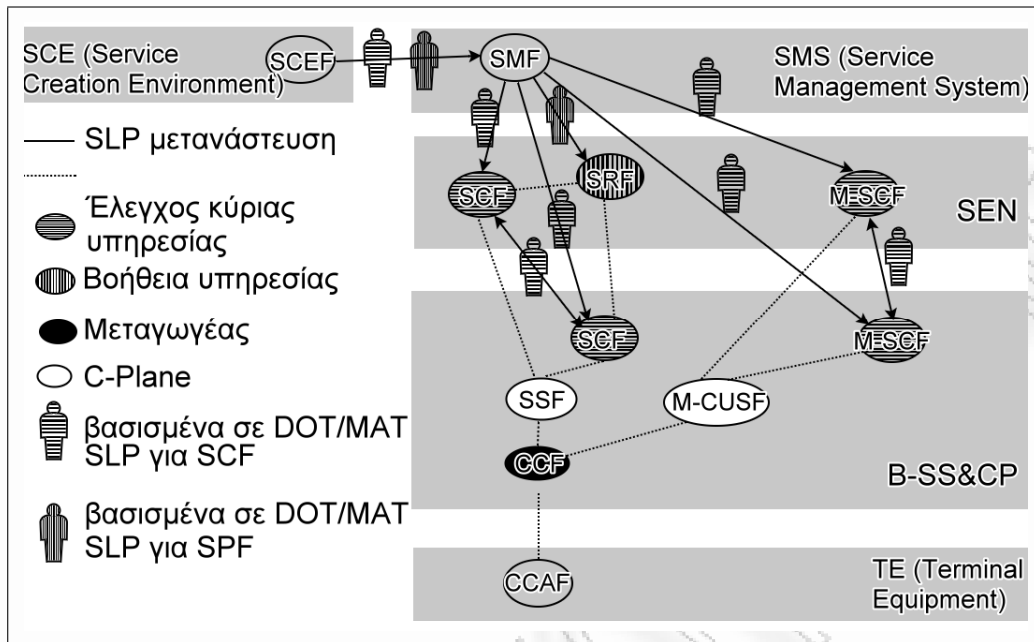 SCE (Service
Creation Environment)
SCEF
SMF
SMS (Service
Management System)
SLP μετανάστευση
Έλεγχος κύριας
υπηρεσίας
Βοήθεια υπηρεσίας
Μεταγωγέας
C-Plane
βασισμένα σε DOT/MAT
SLP για SCF
βασισμένα σε DOT/MAT
SLP για SPF
SCF
SRF
M-SCF
SEN
SCF
M-SCF
SSF
M-CUSF
CCF
B-SS&CP
CCAF
TE (Terminal
Equipment)